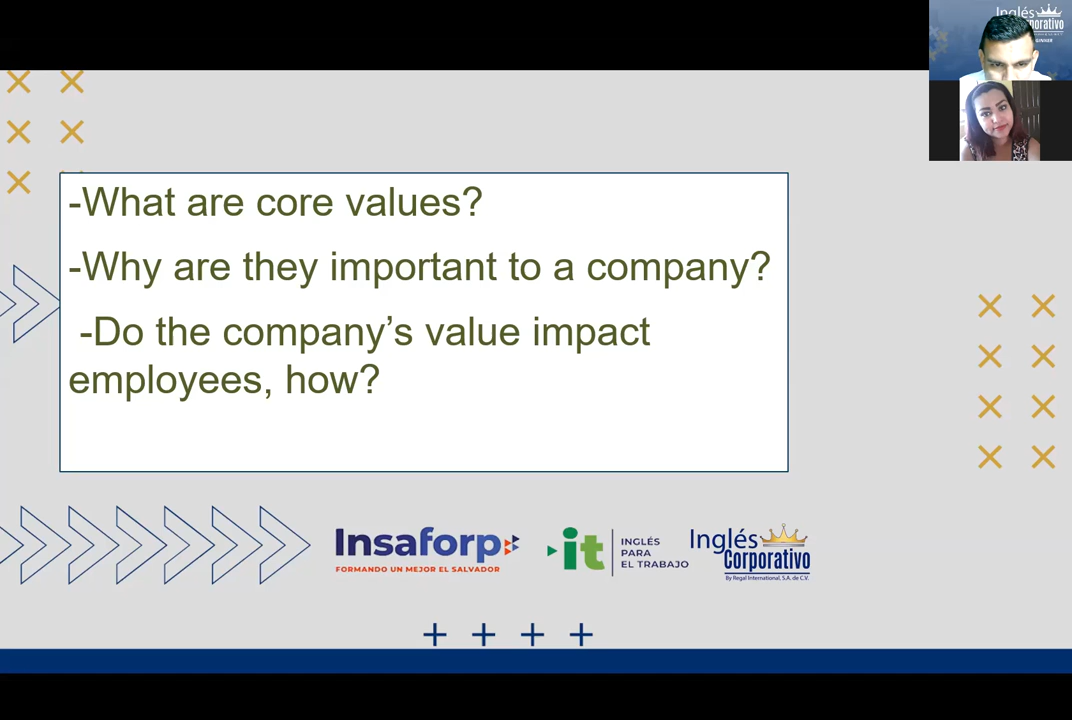 Inglés
-What are core values?
-Why are they important to a company?
-Do the company’s value impact
employees, how?
Insaforp
FORMANDO UN MEJOR EL SALVADOR
it
INGLÉS
PARA
EL TRABAJO
Inglés
Corporativo
By Regal International, S.A. de C.V.